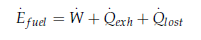 Ė_fuel = Ẇ + Q̇_exh + Q̇_lost